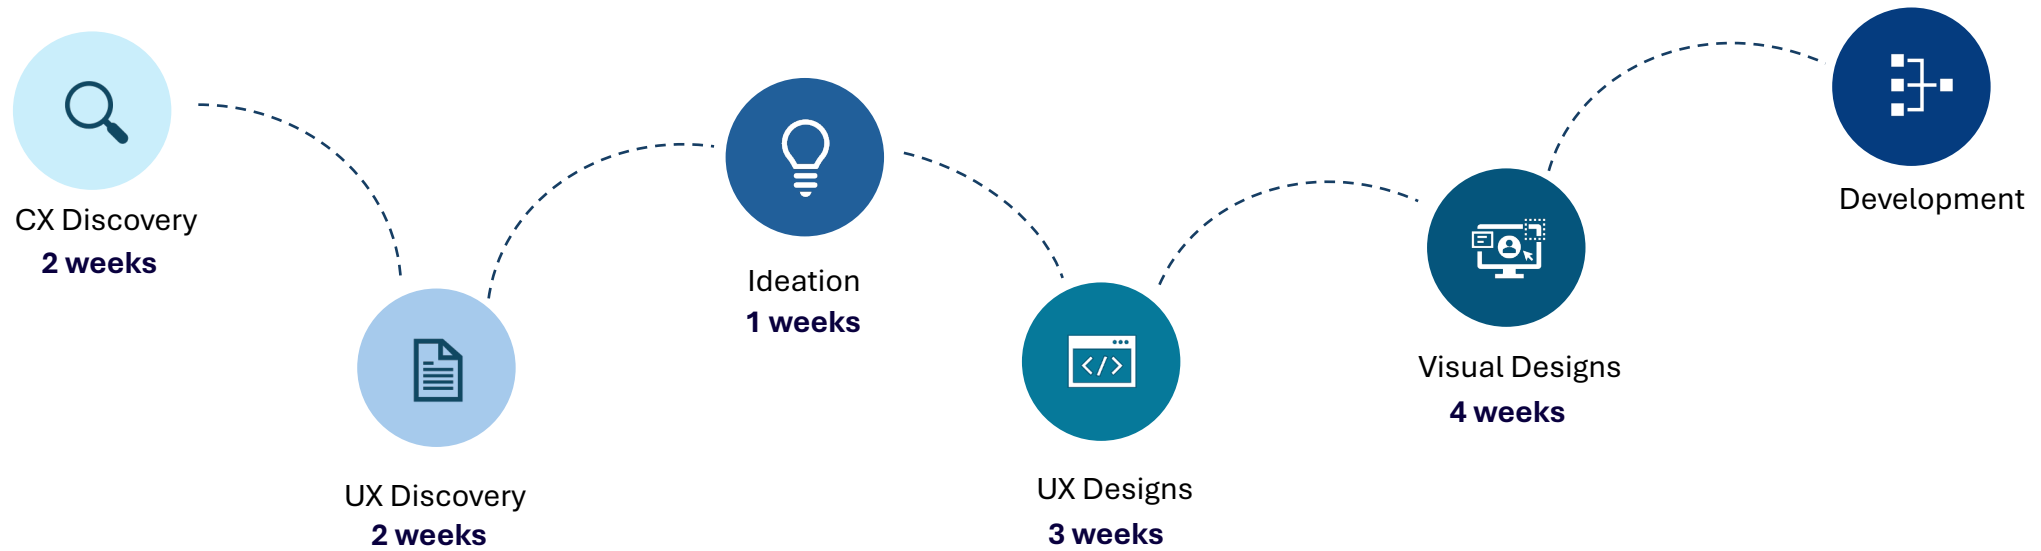 CX Discovery
2 weeks
UX Discovery
2 weeks
Ideation
1 weeks
</>
UX Designs
3 weeks
Visual Designs
4 weeks
Development